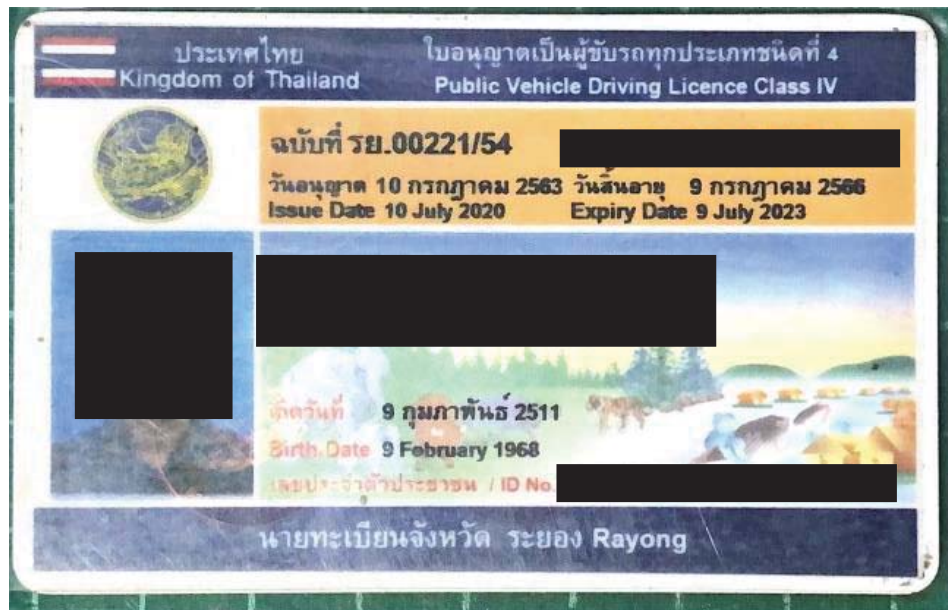 ประเทศไทย ใบอนุญาตเป็นผู้ขับรถทุกประเภทชนิดที่ 4
Kingdom of Thailand Public Vehicle Driving Licence Class IV
ฉบับที่ รย.00221/54
วันอนุญาต 10 กรกฎาคม 2563 วันสิ้นอายุ 9 กรกฎาคม 2566
Issue Date 10 July 2020 Expiry Date 9 July 2023
เกิดวันที่ 9 กุมภาพันธ์ 2511
Birth Date 9 February 1968
เลขประจำตัวประชาชน / ID No.
นายทะเบียนจังหวัด ระยอง Rayong